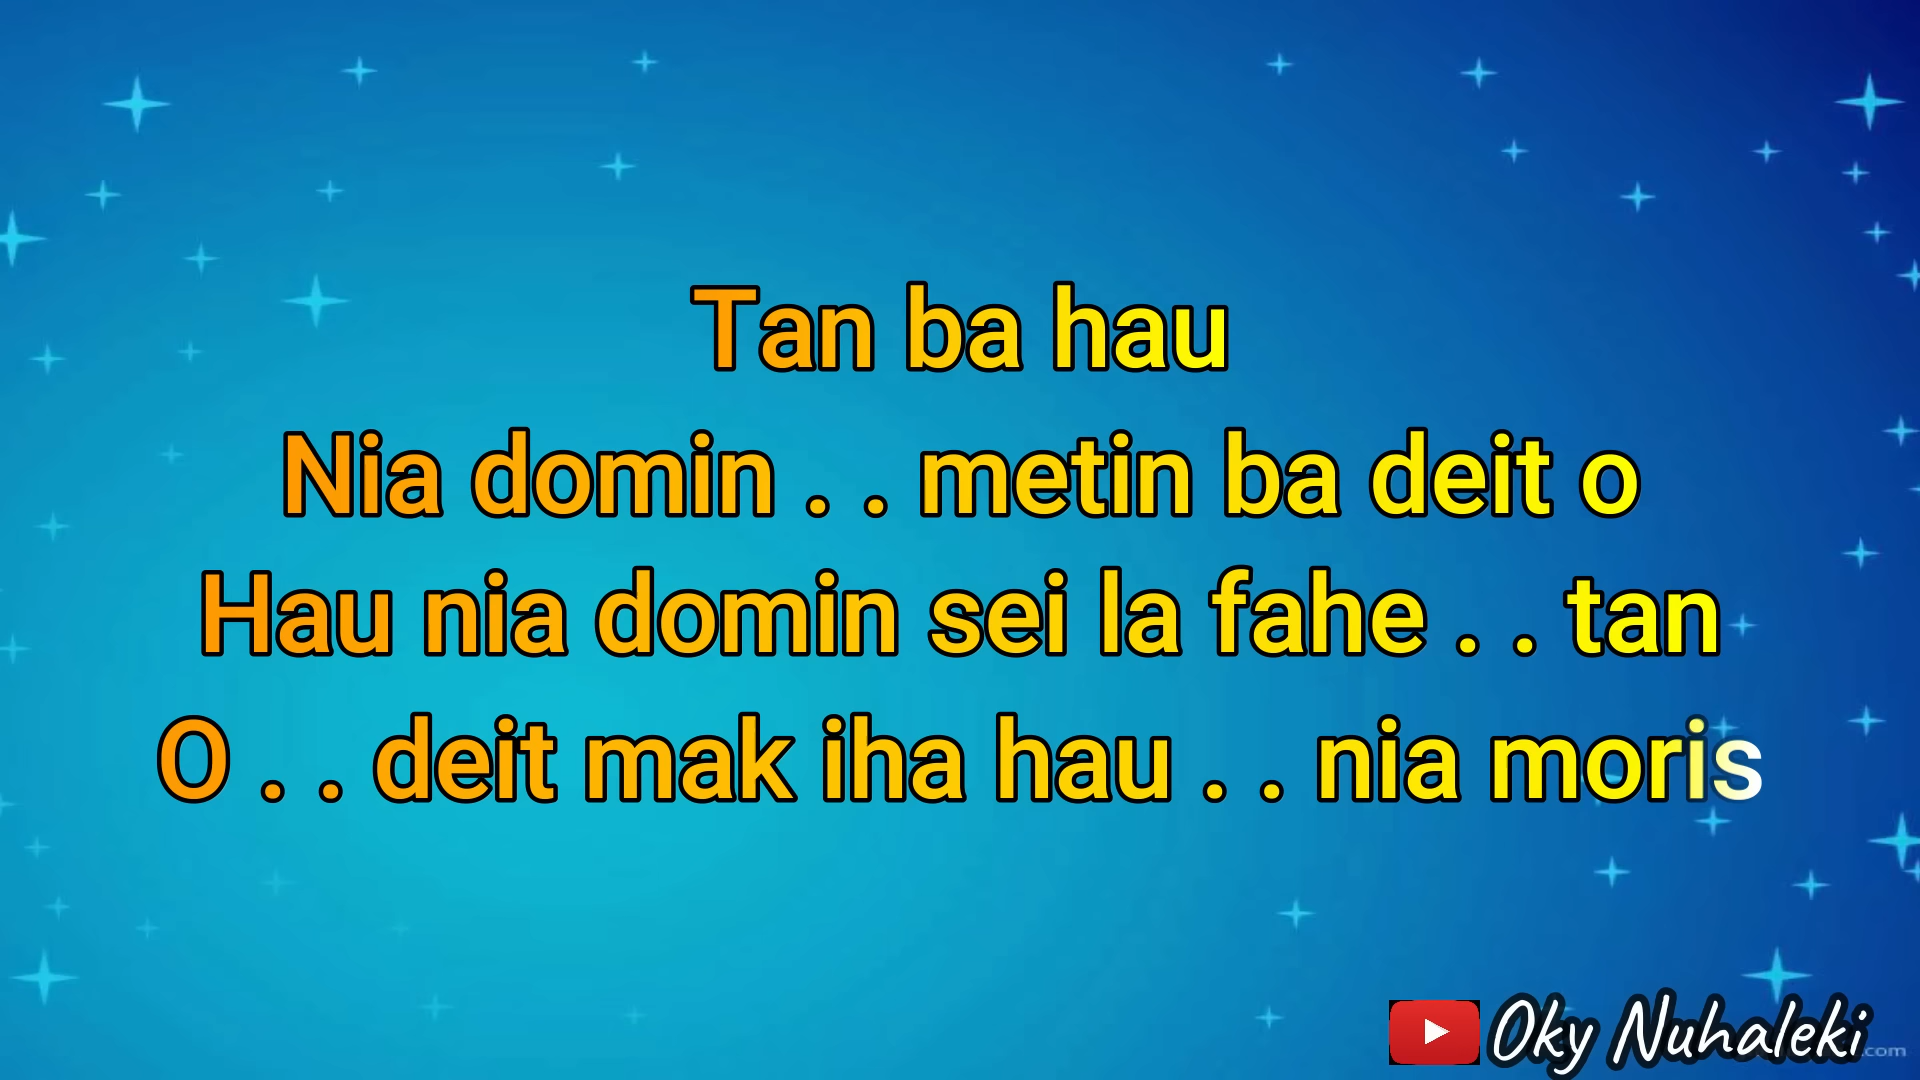 Tan ba hau
Nia domin . . metin ba deit o
Hau nia domin sei la fahe . . tan
O . . deit mak iha hau . . nia moris
Oky Nuhaleki
.com